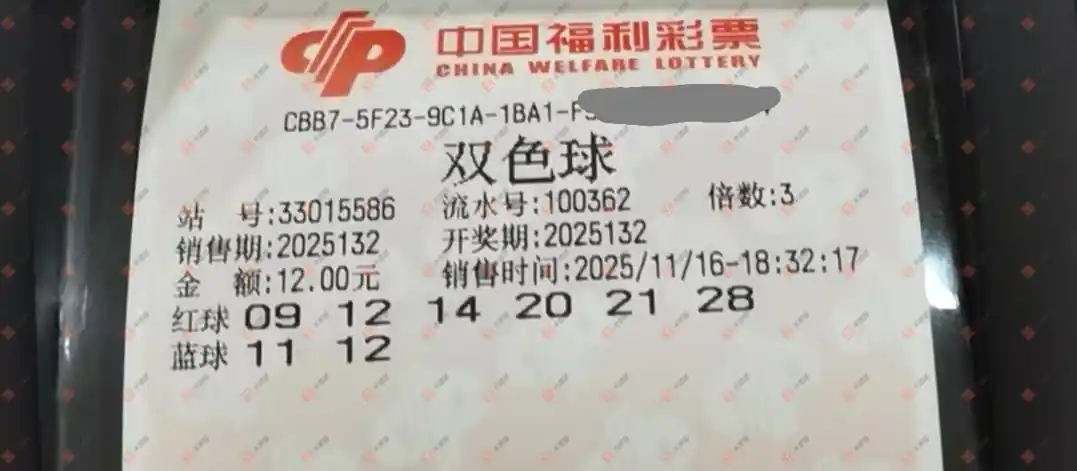 中国福利彩票
CHINA WELFARE LOTTERY
CBB7-5F23-9C1A-1BA1-F
双色球
站 号:33015586 流水号:100362 倍数:3
销售期:2025132 开奖期:2025132
金 额:12.00元 销售时间:2025/11/16-18:32:17
红球 09 12 14 20 21 28
蓝球 11 12